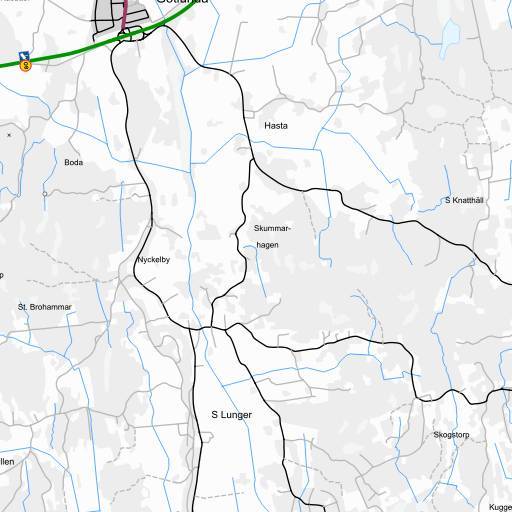 Hasta
Boda
S Knatthäll
Skummar-
hagen
Nyckelby
St. Brohammar
S Lunger
Skogstorp